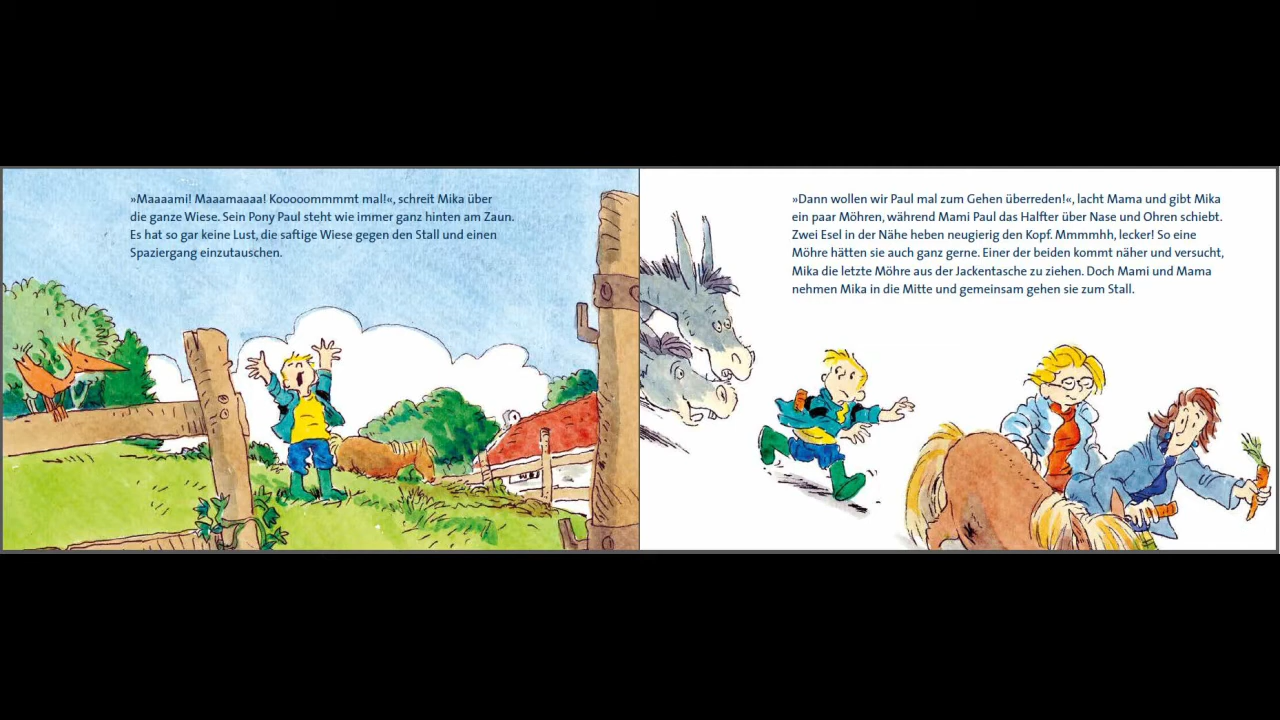 »Maaaami! Maaamaaaa! Kooooommmmt mal!«, schreit Mika über
die ganze Wiese. Sein Pony Paul steht wie immer ganz hinten am Zaun.
Es hat so gar keine Lust, die saftige Wiese gegen den Stall und einen
Spaziergang einzutauschen.
»Dann wollen wir Paul mal zum Gehen überreden!«, lacht Mama und gibt Mika
ein paar Möhren, während Mami Paul das Halfter über Nase und Ohren schiebt.
Zwei Esel in der Nähe heben neugierig den Kopf. Mmmmhh, lecker! So eine
Möhre hätten sie auch ganz gerne. Einer der beiden kommt näher und versucht,
Mika die letzte Möhre aus der Jackentasche zu ziehen. Doch Mami und Mama
nehmen Mika in die Mitte und gemeinsam gehen sie zum Stall.